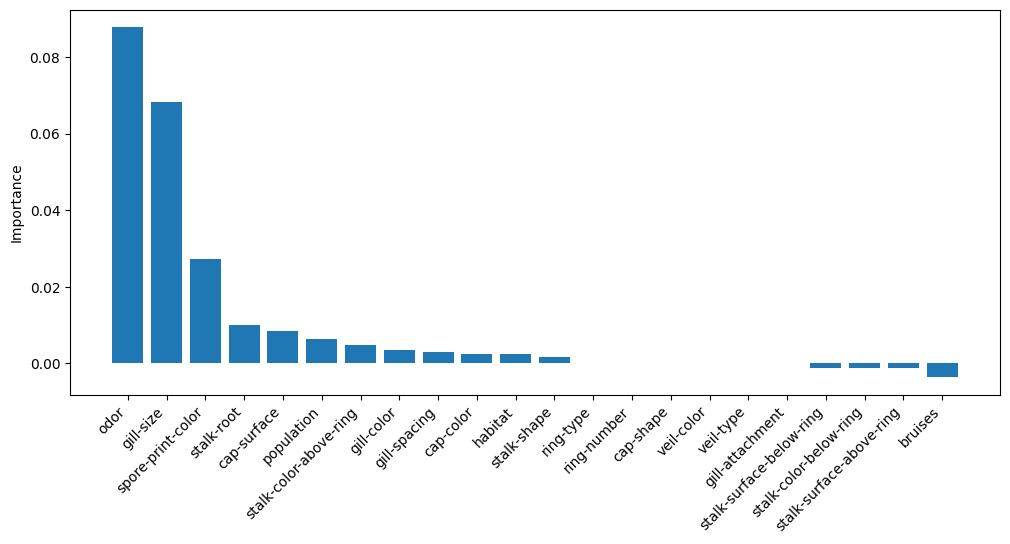 0.08
0.06
0.04
0.02
0.00
Importance
odor
gill-size
spore-print-color
stalk-root
cap-surface
population
stalk-color-above-ring
gill-color
gill-spacing
cap-color
habitat
stalk-shape
ring-type
ring-number
cap-shape
veil-color
veil-type
gill-attachment
stalk-surface-below-ring
stalk-color-below-ring
stalk-surface-above-ring
bruises